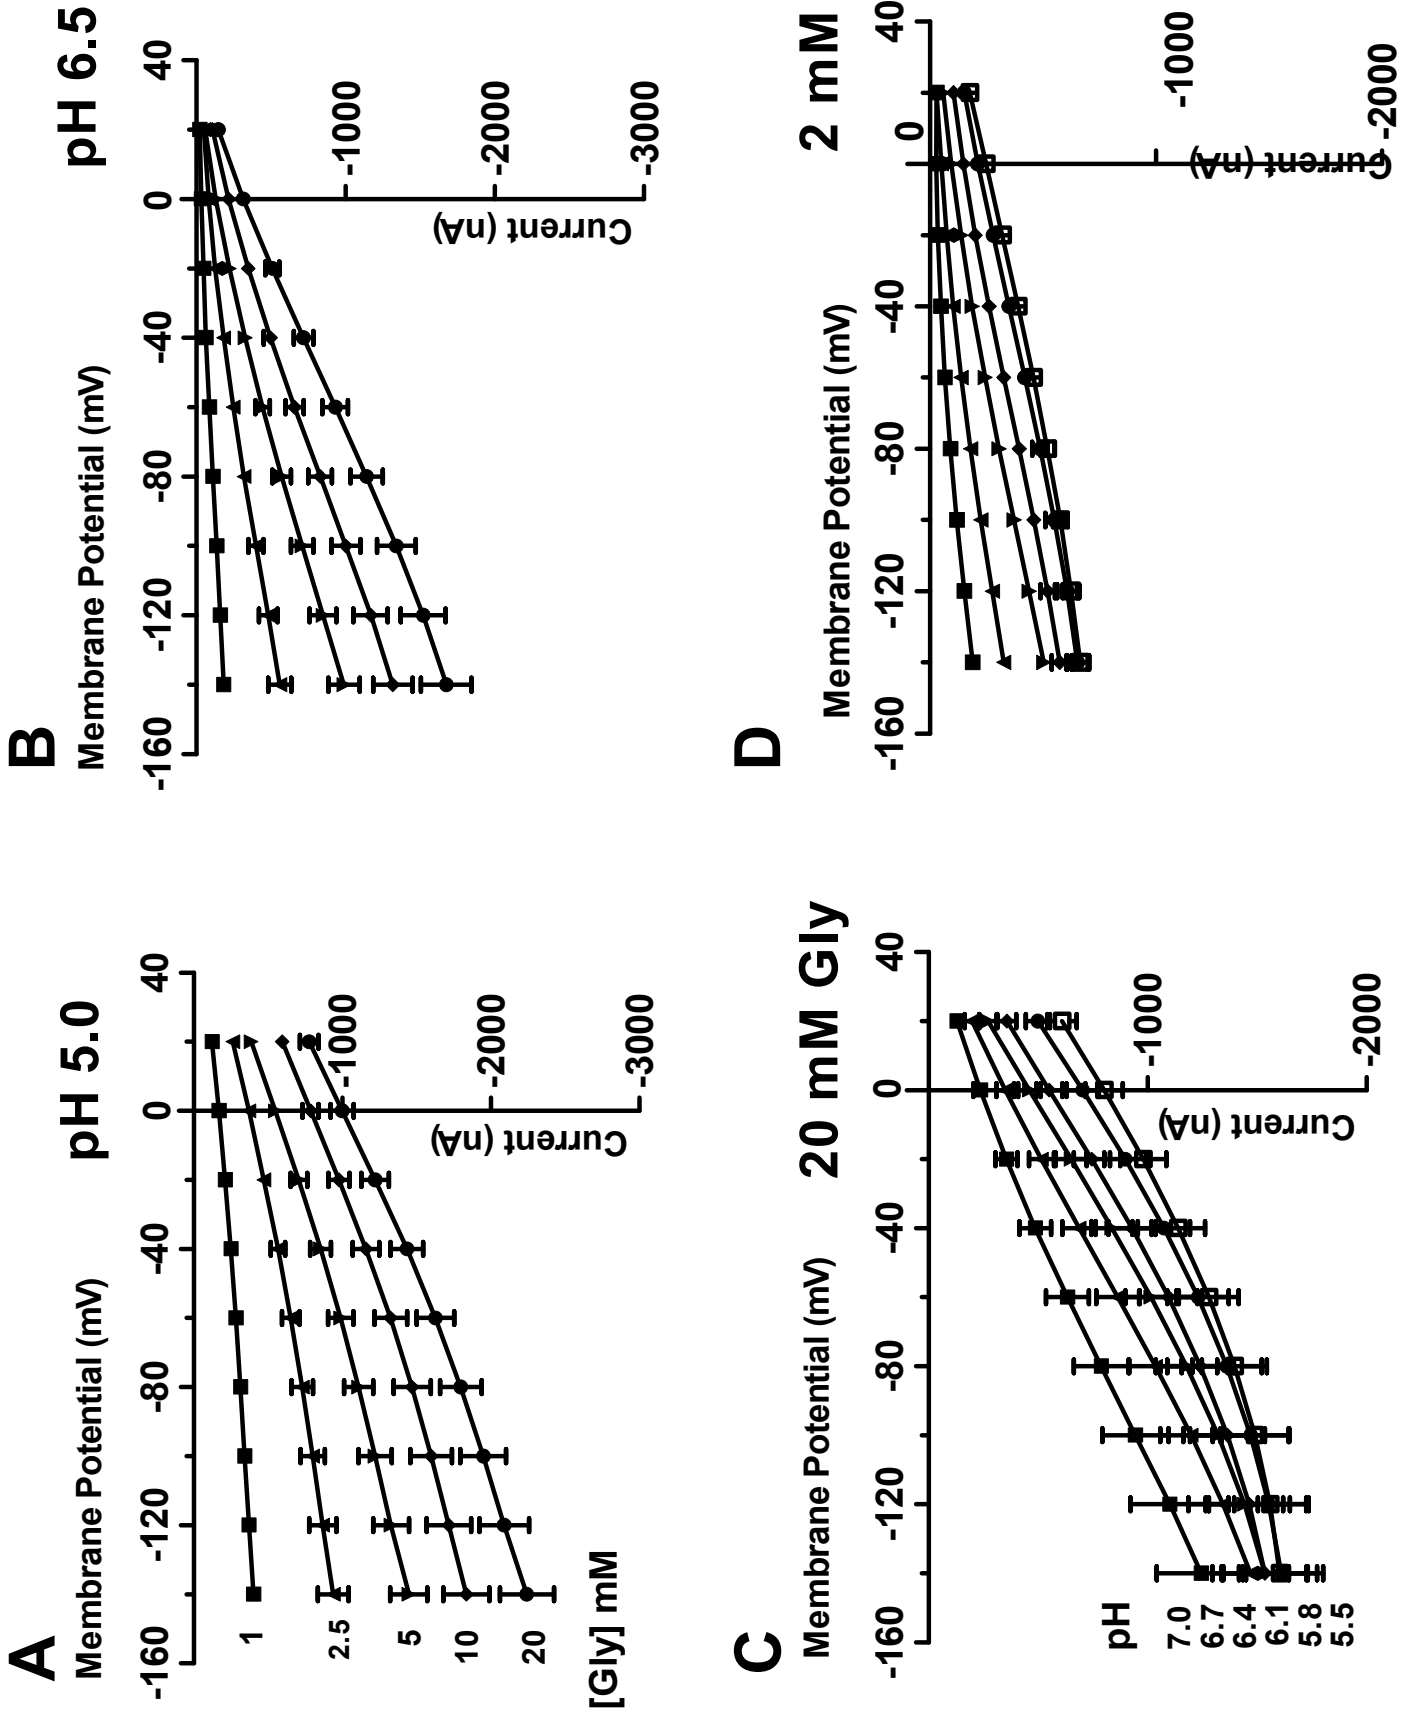 A
pH 5.0
Membrane Potential (mV)
-160 -120 -80 -40 0 40
-1000
-2000
-3000
Current (nA)
1
2.5
5
10
20
[Gly] mM
B
pH 6.5
Membrane Potential (mV)
-160 -120 -80 -40 0 40
-1000
-2000
-3000
Current (nA)
C
20 mM Gly
Membrane Potential (mV)
-160 -120 -80 -40 0 40
-1000
-2000
Current (nA)
pH
7.0
6.7
6.4
6.1
5.8
5.5
D
2 mM
Membrane Potential (mV)
-160 -120 -80 -40 0 40
-1000
-2000
Current (nA)